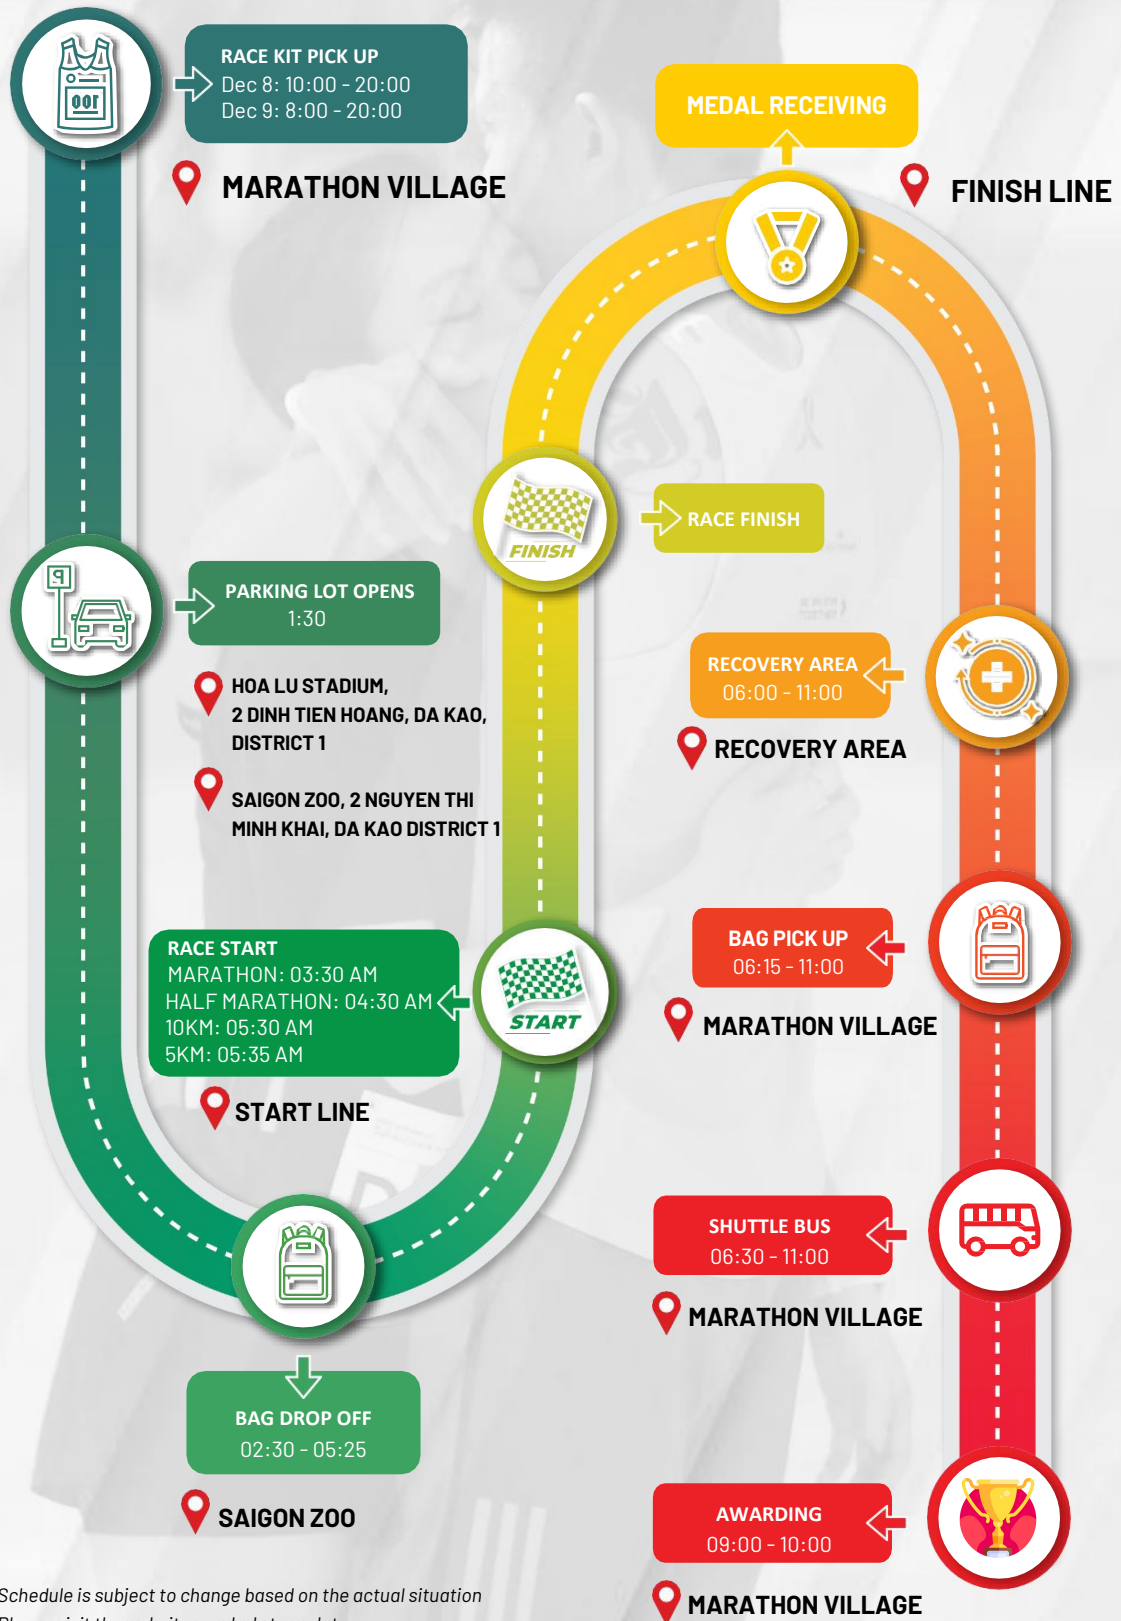 RACE KIT PICK UP
Dec 8: 10:00 - 20:00
Dec 9: 8:00 - 20:00
MARATHON VILLAGE
PARKING LOT OPENS
1:30
HOA LU STADIUM,
2 DINH TIEN HOANG, DA KAO,
DISTRICT 1
SAIGON ZOO, 2 NGUYEN THI
MINH KHAI, DA KAO DISTRICT 1
BAG DROP OFF
02:30 - 05:25
SAIGON ZOO
RACE START
MARATHON: 03:30 AM
HALF MARATHON: 04:30 AM
10KM: 05:30 AM
5KM: 05:35 AM
START
START LINE
FINISH
RACE FINISH
MEDAL RECEIVING
FINISH LINE
RECOVERY AREA
06:00 - 11:00
RECOVERY AREA
BAG PICK UP
06:15 - 11:00
MARATHON VILLAGE
SHUTTLE BUS
06:30 - 11:00
MARATHON VILLAGE
AWARDING
09:00 - 10:00
MARATHON VILLAGE
Schedule is subject to change based on the actual situation